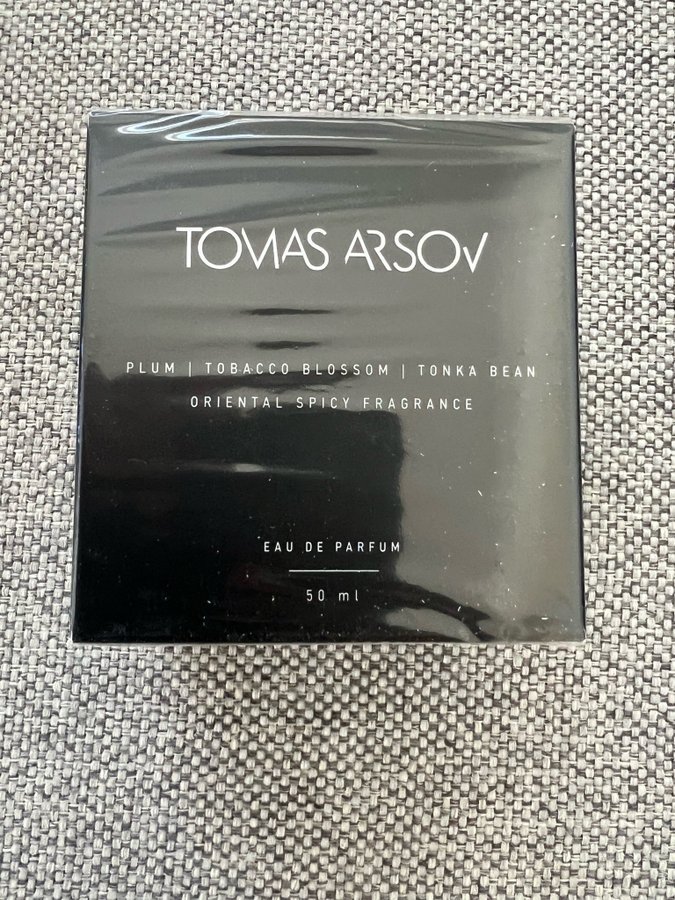 TOMAS ARSOV
PLUM | TOBACCO BLOSSOM | TONKA BEAN
ORIENTAL SPICY FRAGRANCE
EAU DE PARFUM
50 ml